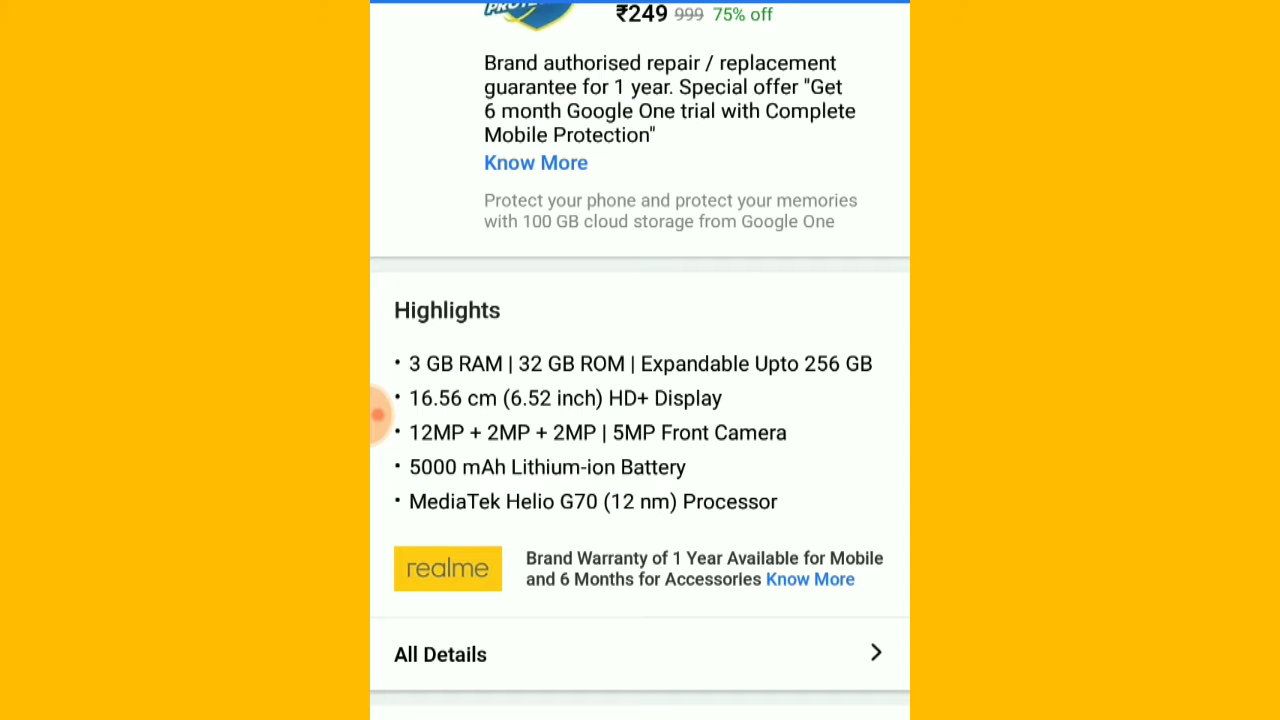 ₹249 999 75% off
Brand authorised repair / replacement
guarantee for 1 year. Special offer "Get
6 month Google One trial with Complete
Mobile Protection"
Know More
Protect your phone and protect your memories
with 100 GB cloud storage from Google One
Highlights
• 3 GB RAM | 32 GB ROM | Expandable Upto 256 GB
• 16.56 cm (6.52 inch) HD+ Display
• 12MP + 2MP + 2MP | 5MP Front Camera
• 5000 mAh Lithium-ion Battery
• MediaTek Helio G70 (12 nm) Processor
realme
Brand Warranty of 1 Year Available for Mobile
and 6 Months for Accessories Know More
All Details